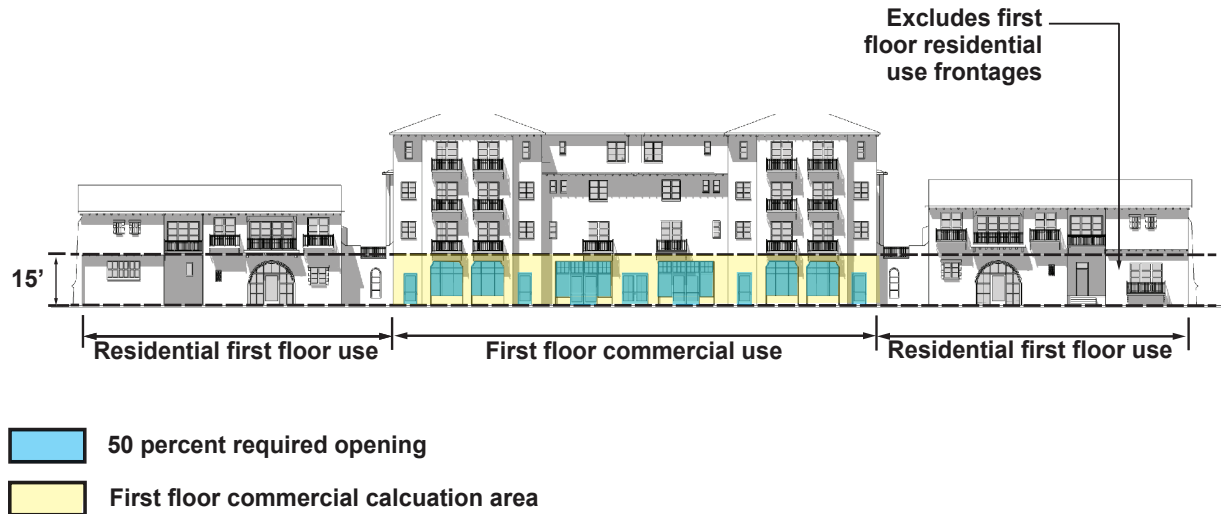 Excludes first
floor residential
use frontages
15’
Residential first floor use
First floor commercial use
Residential first floor use
50 percent required opening
First floor commercial calcuation area